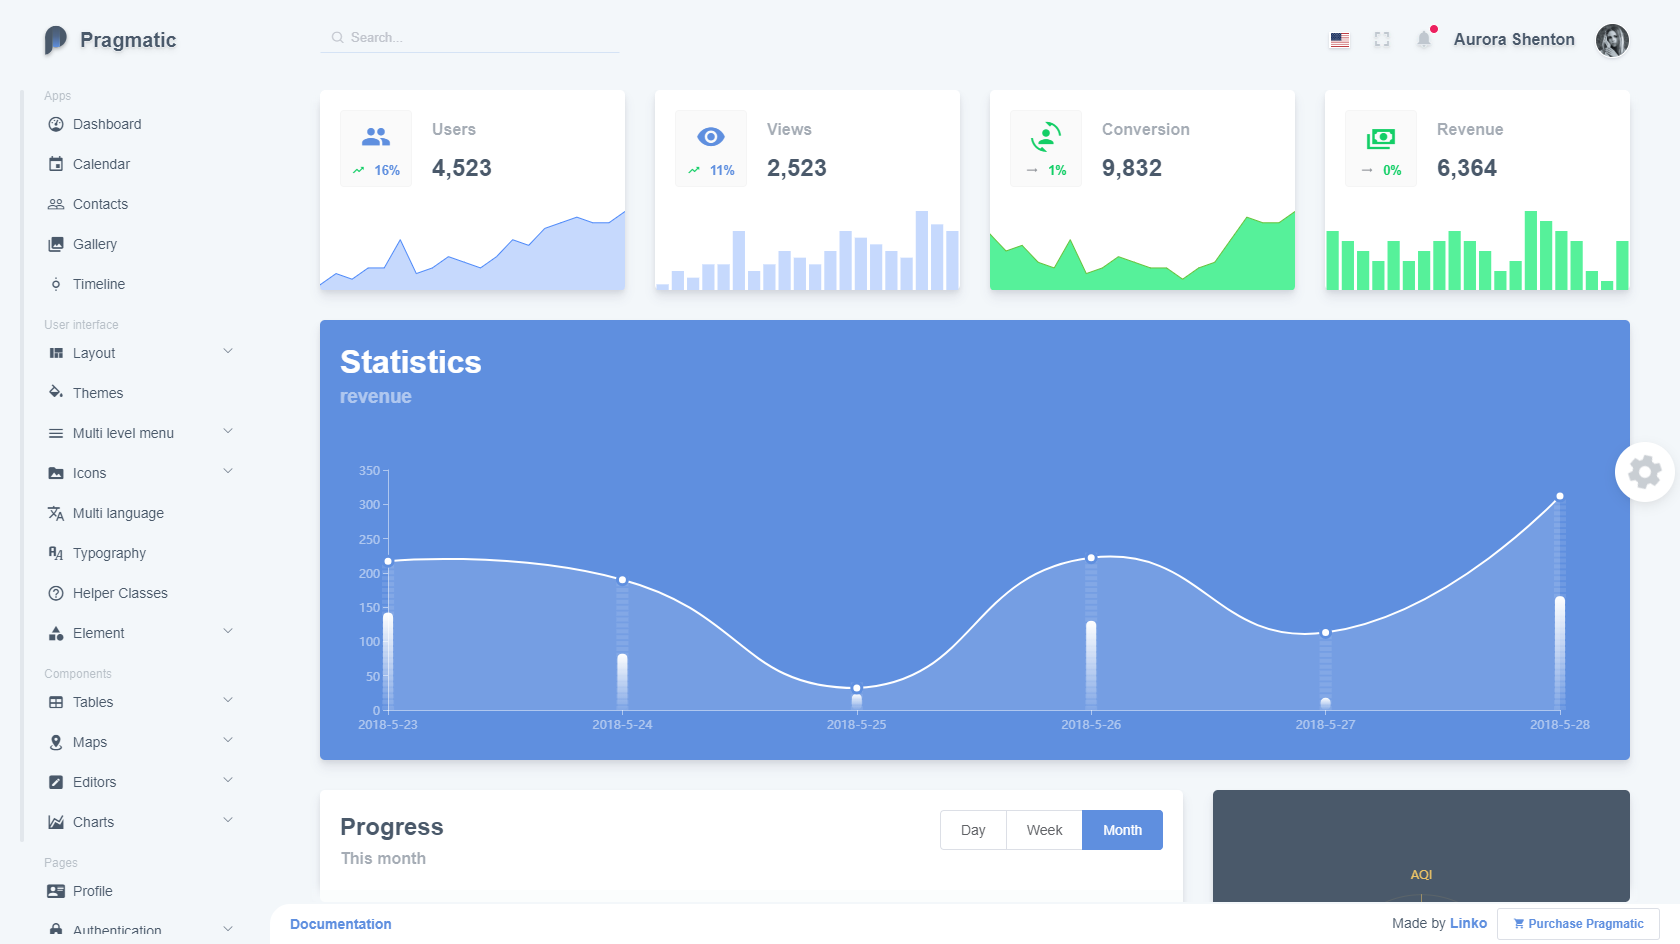 Pragmatic
Search...
Aurora Shenton
Apps
Dashboard
Calendar
Contacts
Gallery
Timeline
User interface
Layout
Themes
Multi level menu
Icons
Multi language
Typography
Helper Classes
Element
Components
Tables
Maps
Editors
Charts
Pages
Profile
Authentication
Users
16%
4,523
Views
11%
2,523
Conversion
1%
9,832
Revenue
0%
6,364
Statistics
revenue
350
300
250
200
150
100
50
0
2018-5-23
2018-5-24
2018-5-25
2018-5-26
2018-5-27
2018-5-28
Progress
This month
Day
Week
Month
AQI
Documentation
Made by Linko
Purchase Pragmatic